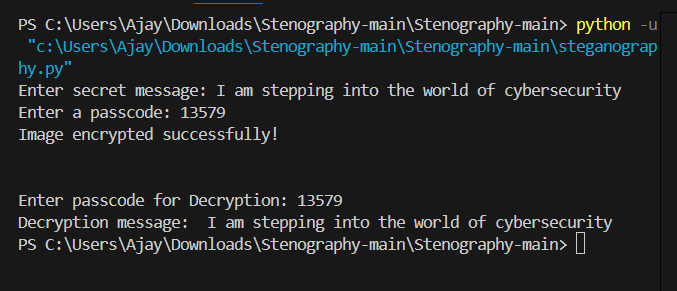 PS C:\Users\Ajay\Downloads\Stenography-main\Stenography-main> python -u
"c:\Users\Ajay\Downloads\Stenography-main\Stenography-main\steganograp
hy.py"
Enter secret message: I am stepping into the world of cybersecurity
Enter a passcode: 13579
Image encrypted successfully!
Enter passcode for Decryption: 13579
Decryption message:  I am stepping into the world of cybersecurity
PS C:\Users\Ajay\Downloads\Stenography-main\Stenography-main>